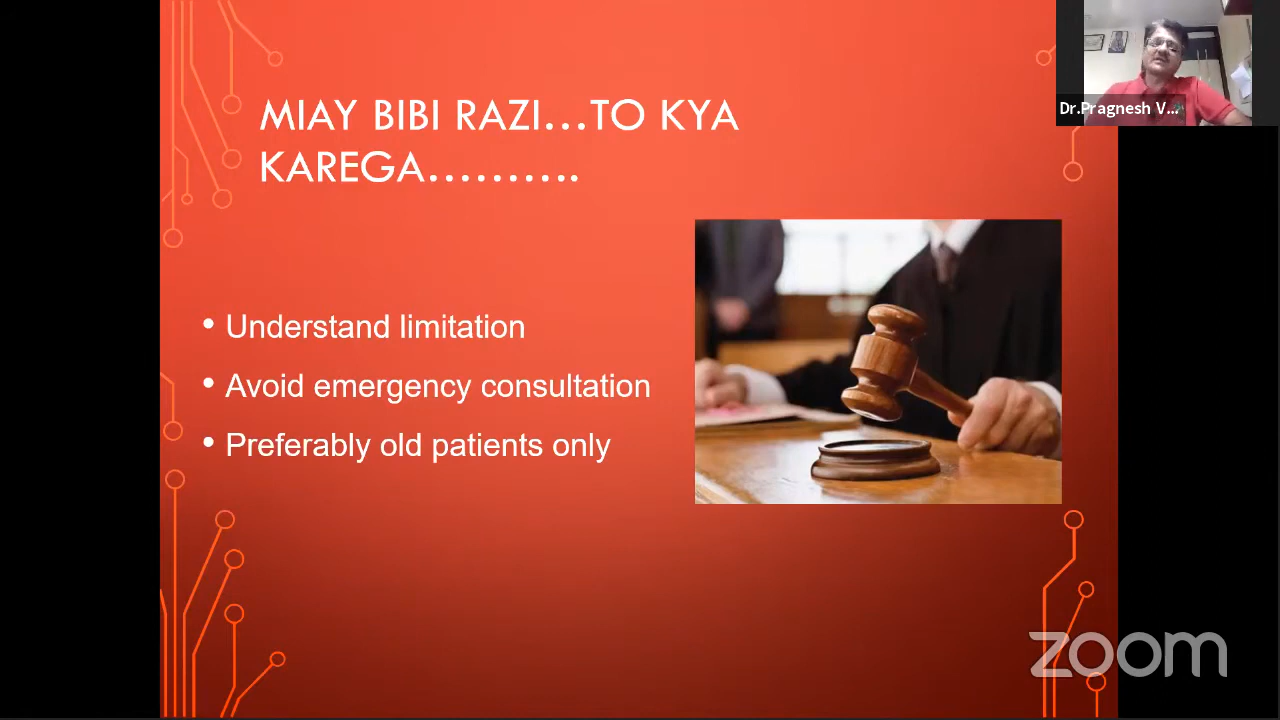 MIAY BIBI RAZI...TO KYA
KAREGA..........
• Understand limitation
• Avoid emergency consultation
• Preferably old patients only
Dr.Pragnesh V...
zoom